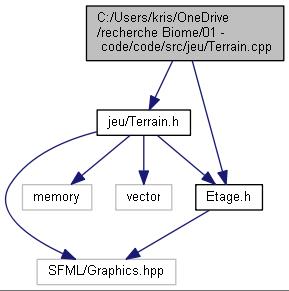 C:/Users/kris/OneDrive
/recherche Biome/01 -
code/code/src/jeu/Terrain.cpp
jeu/Terrain.h
memory
vector
Etage.h
SFML/Graphics.hpp